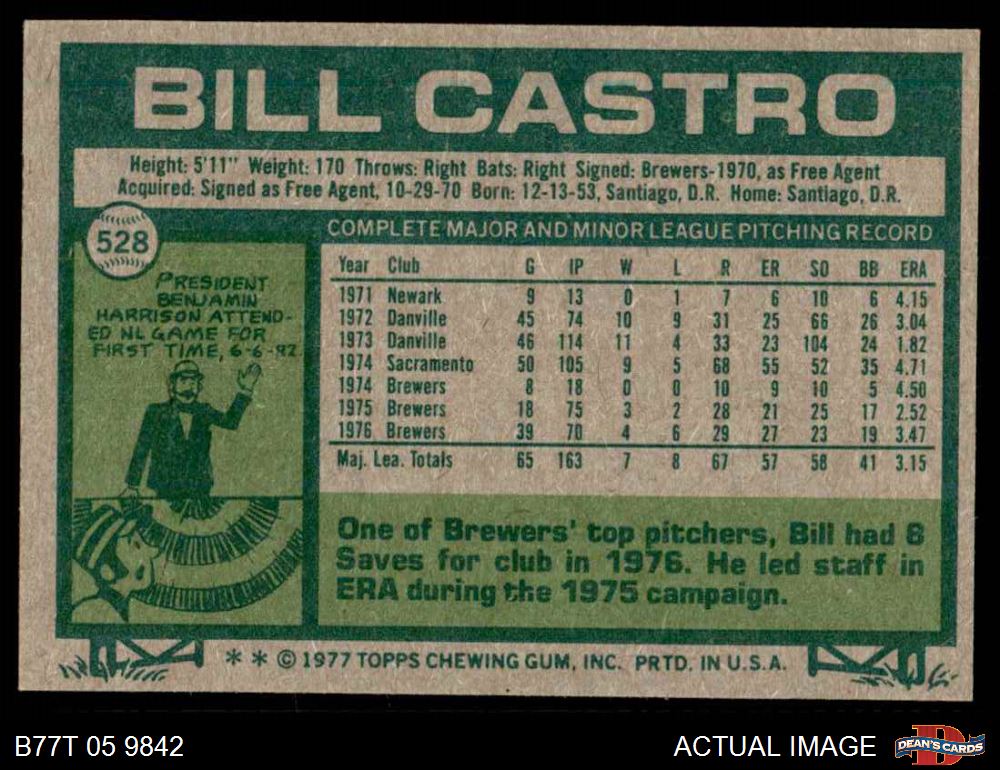 BILL CASTRO
Height: 5'11" Weight: 170 Throws: Right Bats: Right Signed: Brewers-1970, as Free Agent
Acquired: Signed as Free Agent, 10-29-70 Born: 12-13-53, Santiago, D.R. Home: Santiago, D.R.
528
PRESIDENT
BENJAMIN
HARRISON ATTEND-
ED NL GAME FOR
FIRST TIME, 6-6-92
COMPLETE MAJOR AND MINOR LEAGUE PITCHING RECORD
Year Club G IP W L R ER SO BB ERA
1971 Newark 9 13 0 1 7 6 10 6 4.15
1972 Danville 45 74 10 9 31 25 66 26 3.04
1973 Danville 46 114 11 4 33 23 104 24 1.82
1974 Sacramento 50 105 9 5 68 55 52 35 4.71
1974 Brewers 8 18 0 0 10 9 10 5 4.50
1975 Brewers 18 75 3 2 28 21 25 17 2.52
1976 Brewers 39 70 4 6 29 27 23 19 3.47
Maj. Lea. Totals 65 163 7 8 67 57 58 41 3.15
One of Brewers' top pitchers, Bill had 8
Saves for club in 1976. He led staff in
ERA during the 1975 campaign.
* * © 1977 TOPPS CHEWING GUM, INC. PRTD. IN U.S.A.
B77T 05 9842
ACTUAL IMAGE
D
DEAN'S CARDS